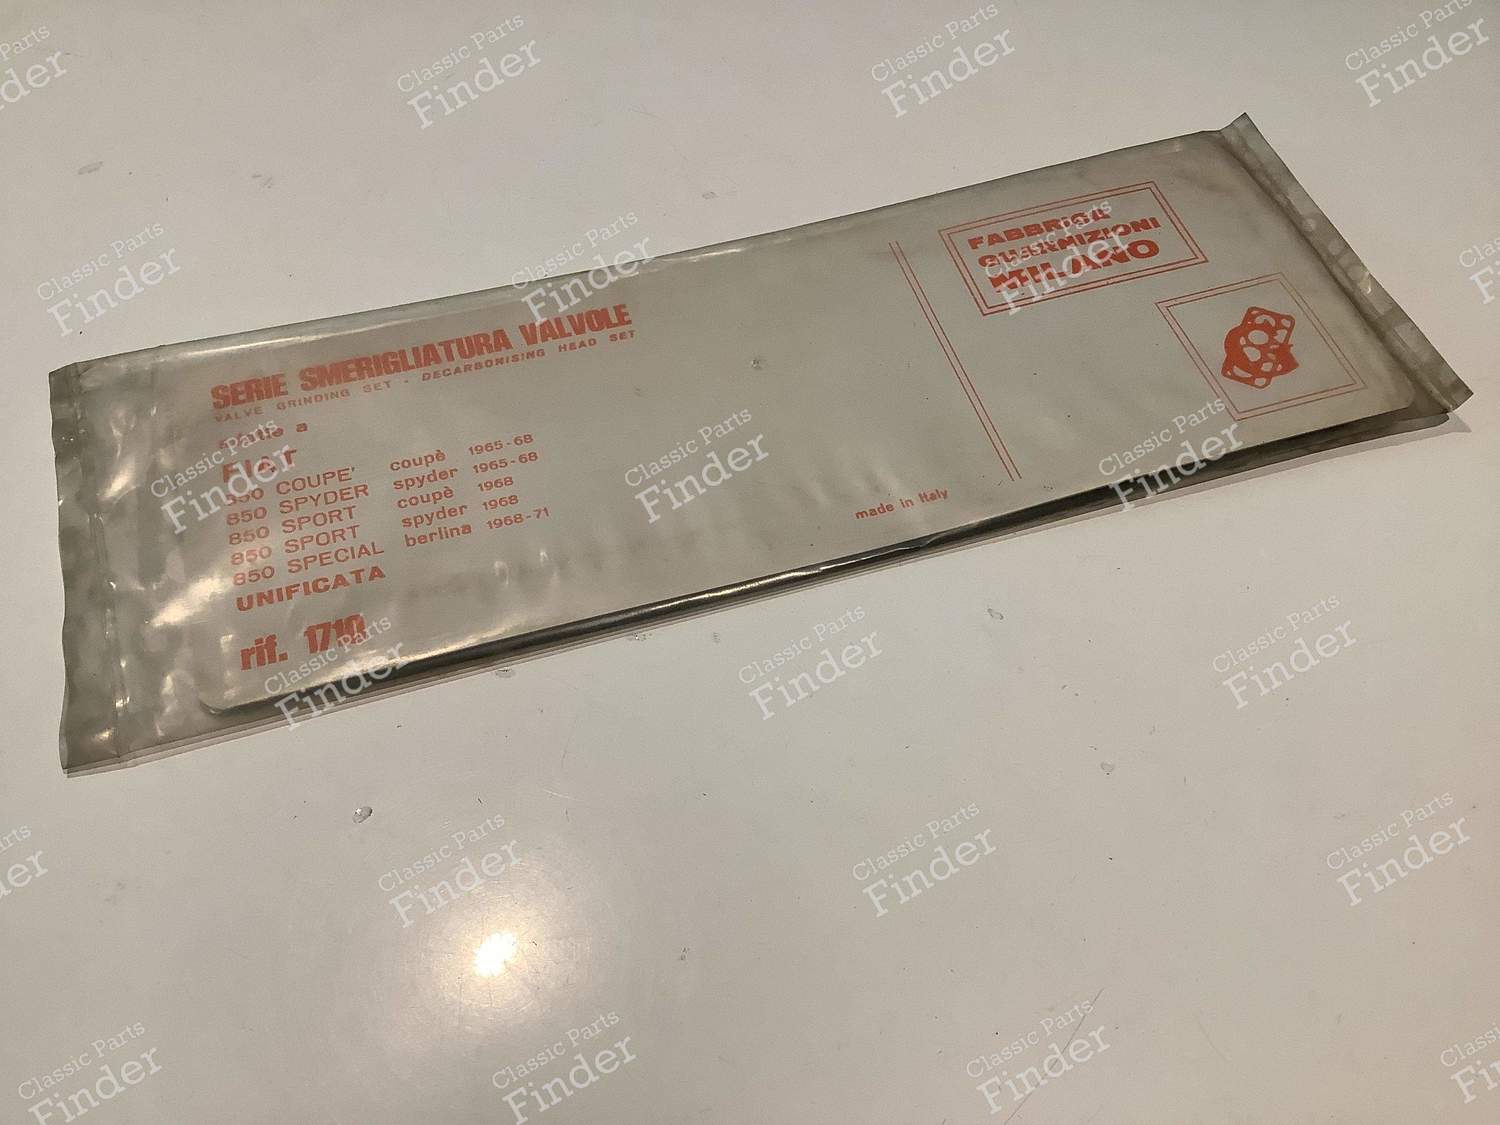 SERIE SMERIGLIATURA VALVOLE
VALVE GRINDING SET - DECARBONISING HEAD SET
adatte a
FIAT
850 COUPE' coupè 1965-68
850 SPYDER spyder 1965-68
850 SPORT coupè 1968
850 SPORT spyder 1968
850 SPECIAL berlina 1968-71
UNIFICATA
rif. 1710
made in Italy
FABBRICA
GUARNIZIONI
MILANO
Classic Parts
Finder